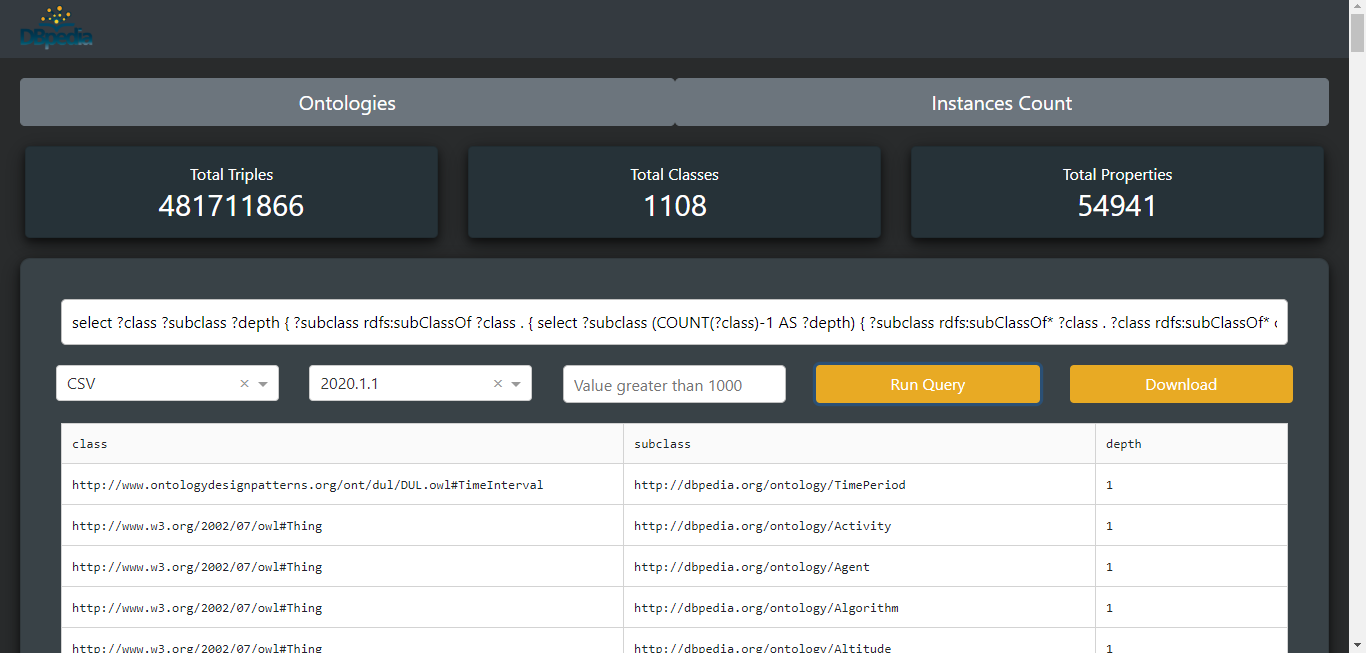 DBpedia
Ontologies Instances Count
Total Triples Total Classes Total Properties
481711866 1108 54941
select ?class ?subclass ?depth { ?subclass rdfs:subClassOf ?class . { select ?subclass (COUNT(?class)-1 AS ?depth) { ?subclass rdfs:subClassOf* ?class . ?class rdfs:subClassOf*
CSV × 2020.1.1 × Value greater than 1000 Run Query Download
class subclass depth
http://www.ontologydesignpatterns.org/ont/dul/DUL.owl#TimeInterval http://dbpedia.org/ontology/TimePeriod 1
http://www.w3.org/2002/07/owl#Thing http://dbpedia.org/ontology/Activity 1
http://www.w3.org/2002/07/owl#Thing http://dbpedia.org/ontology/Agent 1
http://www.w3.org/2002/07/owl#Thing http://dbpedia.org/ontology/Algorithm 1
http://www.w3.org/2002/07/owl#Thing http://dbpedia.org/ontology/Altitude 1